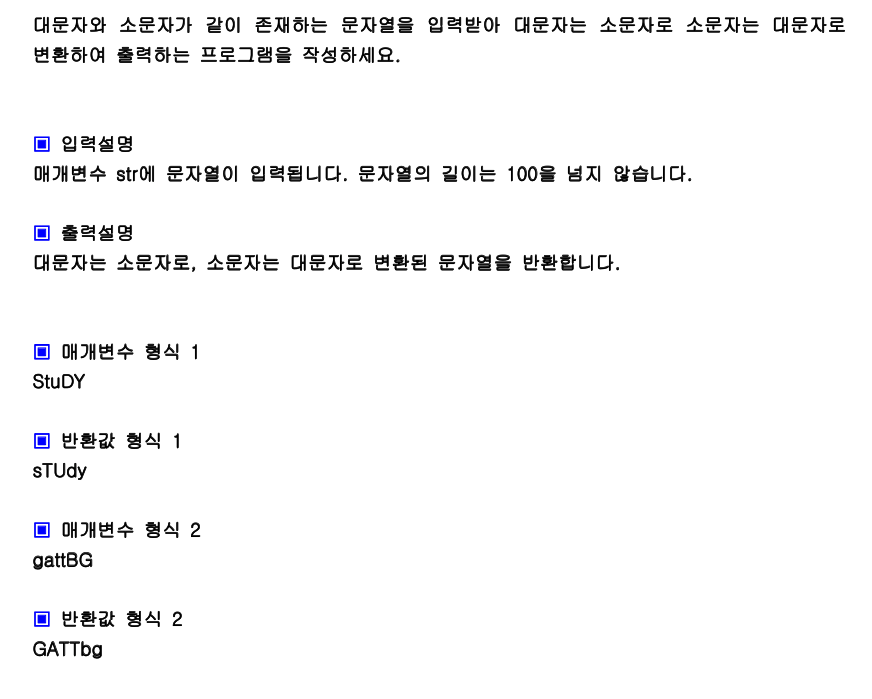 대문자와 소문자가 같이 존재하는 문자열을 입력받아 대문자는 소문자로 소문자는 대문자로
변환하여 출력하는 프로그램을 작성하세요.
▣ 입력설명
매개변수 str에 문자열이 입력됩니다. 문자열의 길이는 100을 넘지 않습니다.
▣ 출력설명
대문자는 소문자로, 소문자는 대문자로 변환된 문자열을 반환합니다.
▣ 매개변수 형식 1
StuDY
▣ 반환값 형식 1
sTUdy
▣ 매개변수 형식 2
gattBG
▣ 반환값 형식 2
GATTbg